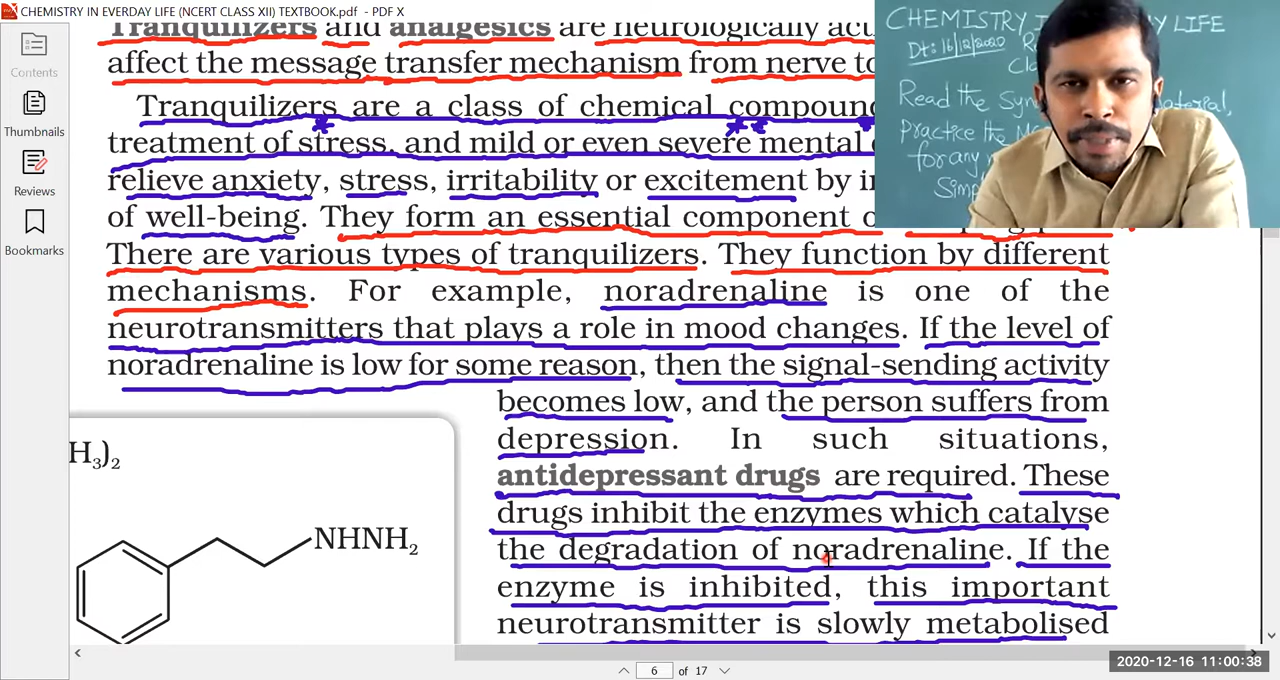 CHEMISTRY IN EVERDAY LIFE (NCERT CLASS XII) TEXTBOOK.pdf - PDF X
Contents
Thumbnails
Reviews
Bookmarks
Tranquilizers and analgesics are neurologically
affect the message transfer mechanism from nerve to
Tranquilizers are a class of chemical
treatment of stress, and mild or even severe mental
relieve anxiety, stress, irritability or excitement by
of well-being. They form an essential component
There are various types of tranquilizers. They function by different
mechanisms. For example, noradrenaline is one of the
neurotransmitters that plays a role in mood changes. If the level of
noradrenaline is low for some reason, then the signal-sending activity
becomes low, and the person suffers from
depression. In such situations,
antidepressant drugs are required. These
drugs inhibit the enzymes which catalyse
the degradation of noradrenaline. If the
enzyme is inhibited, this important
neurotransmitter is slowly metabolised
H₃)₂
NHNH₂
CHEMISTRY LIFE
Dt: 16/12/2020
Read the
practice the
for any
6 of 17
2020-12-16 11:00:38